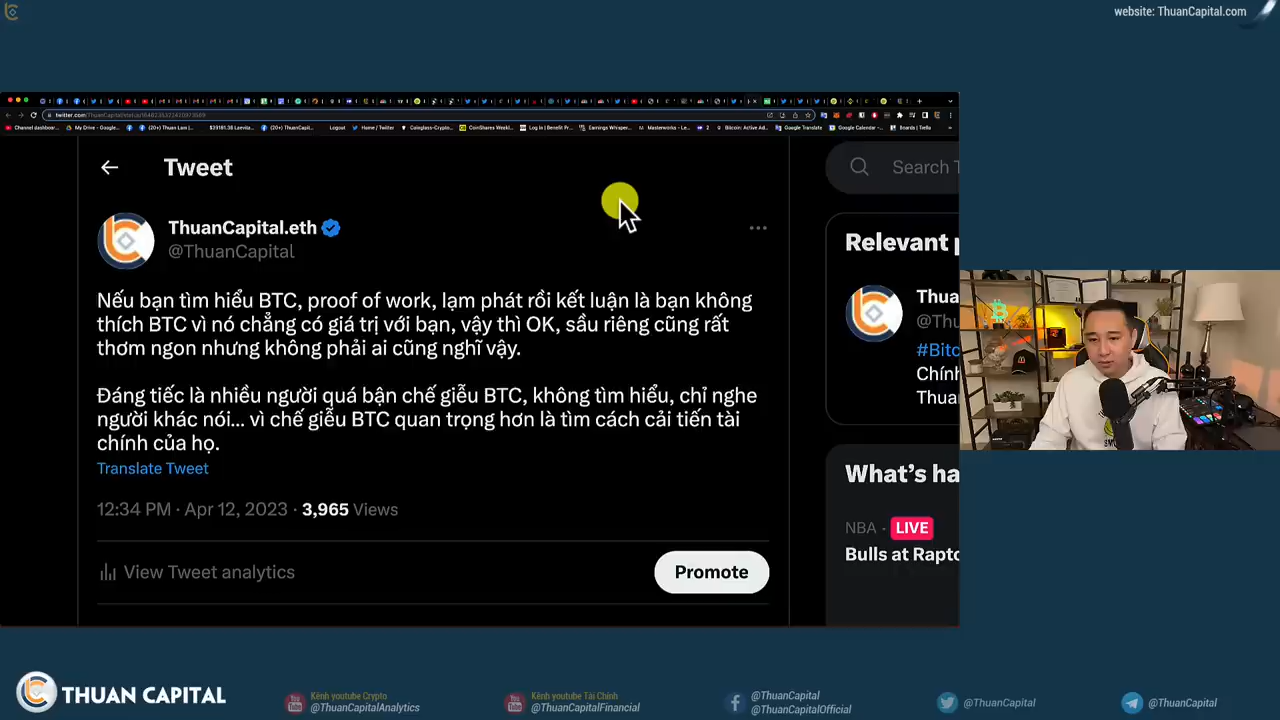 website: ThuanCapital.com
Tweet
Search
ThuanCapital.eth
@ThuanCapital
Nếu bạn tìm hiểu BTC, proof of work, lạm phát rồi kết luận là bạn không
thích BTC vì nó chẳng có giá trị với bạn, vậy thì OK, sầu riêng cũng rất
thơm ngon nhưng không phải ai cũng nghĩ vậy.
Đáng tiếc là nhiều người quá bận chế giễu BTC, không tìm hiểu, chỉ nghe
người khác nói... vì chế giễu BTC quan trọng hơn là tìm cách cải tiến tài
chính của họ.
Translate Tweet
12:34 PM · Apr 12, 2023 · 3,965 Views
View Tweet analytics
Promote
Relevant p
Thua
@Thu
#Bitc
Chính
Thuan
What's ha
NBA · LIVE
Bulls at Rapto
THUAN CAPITAL
Kênh youtube Crypto
@ThuanCapitalAnalytics
Kênh youtube Tài Chính
@ThuanCapitalFinancial
@ThuanCapital
@ThuanCapitalOfficial
@ThuanCapital
@ThuanCapital